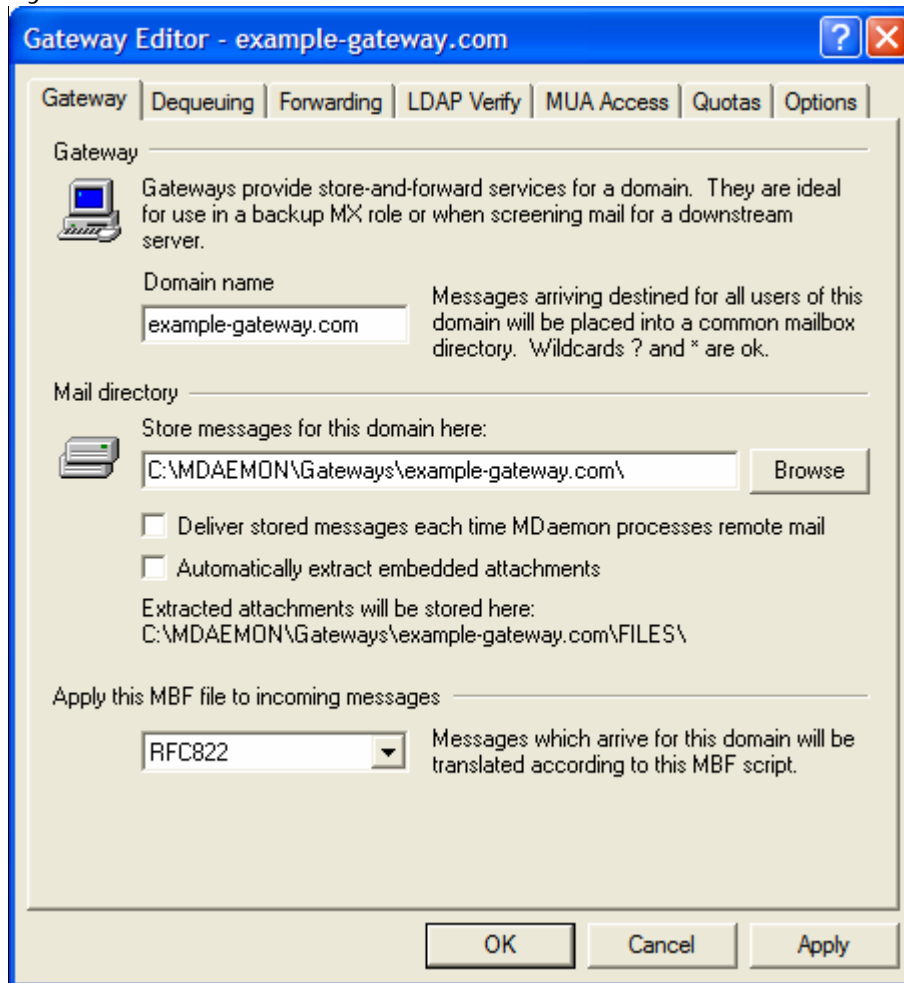 Gateway Editor - example-gateway.com
Gateway Dequeuing Forwarding LDAP Verify MUA Access Quotas Options
Gateway
Gateways provide store-and-forward services for a domain. They are ideal
for use in a backup MX role or when screening mail for a downstream
server.
Domain name
example-gateway.com
Messages arriving destined for all users of this
domain will be placed into a common mailbox
directory. Wildcards ? and * are ok.
Mail directory
Store messages for this domain here:
C:\MDAEMON\Gateways\example-gateway.com\
Browse
Deliver stored messages each time MDaemon processes remote mail
Automatically extract embedded attachments
Extracted attachments will be stored here:
C:\MDAEMON\Gateways\example-gateway.com\FILES\
Apply this MBF file to incoming messages
RFC822
Messages which arrive for this domain will be
translated according to this MBF script.
OK Cancel Apply